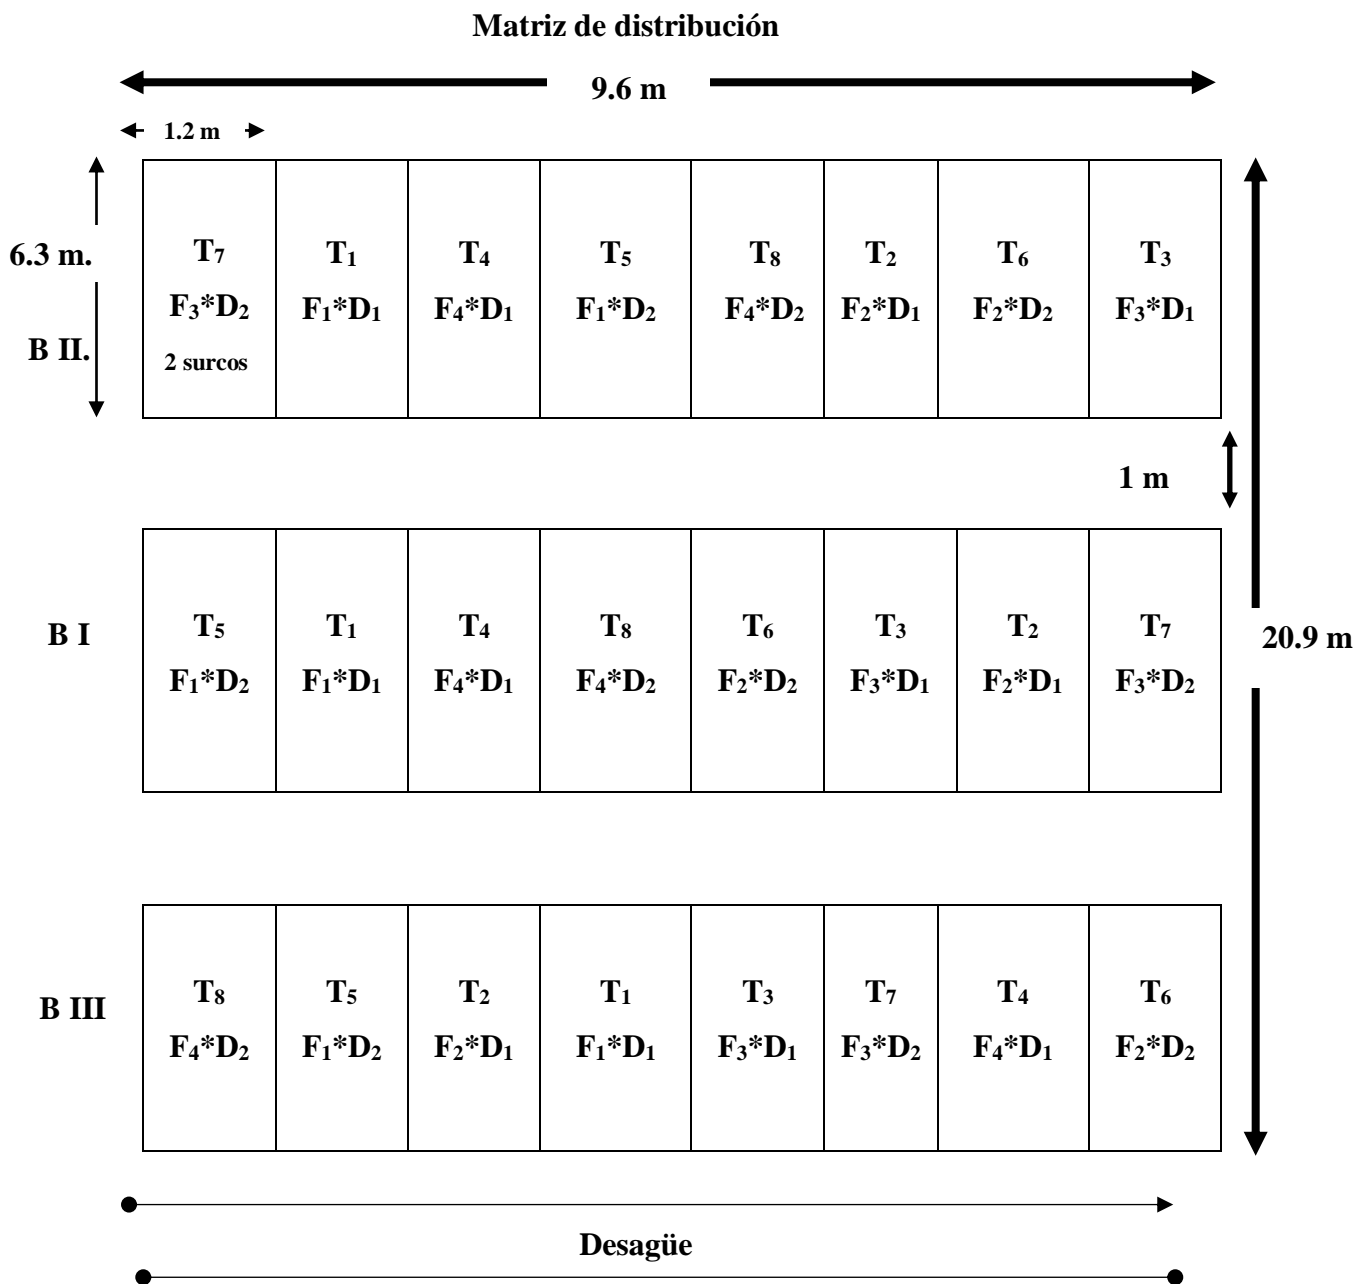 Matriz de distribución
9.6 m
1.2 m
6.3 m.
B II.
T₇ T₁ T₄ T₅ T₈ T₂ T₆ T₃
F₃*D₂ F₁*D₁ F₄*D₁ F₁*D₂ F₄*D₂ F₂*D₁ F₂*D₂ F₃*D₁
2 surcos
1 m
B I
T₅ T₁ T₄ T₈ T₆ T₃ T₂ T₇
F₁*D₂ F₁*D₁ F₄*D₁ F₄*D₂ F₂*D₂ F₃*D₁ F₂*D₁ F₃*D₂
20.9 m
B III
T₈ T₅ T₂ T₁ T₃ T₇ T₄ T₆
F₄*D₂ F₁*D₂ F₂*D₁ F₁*D₁ F₃*D₁ F₃*D₂ F₄*D₁ F₂*D₂
Desagüe